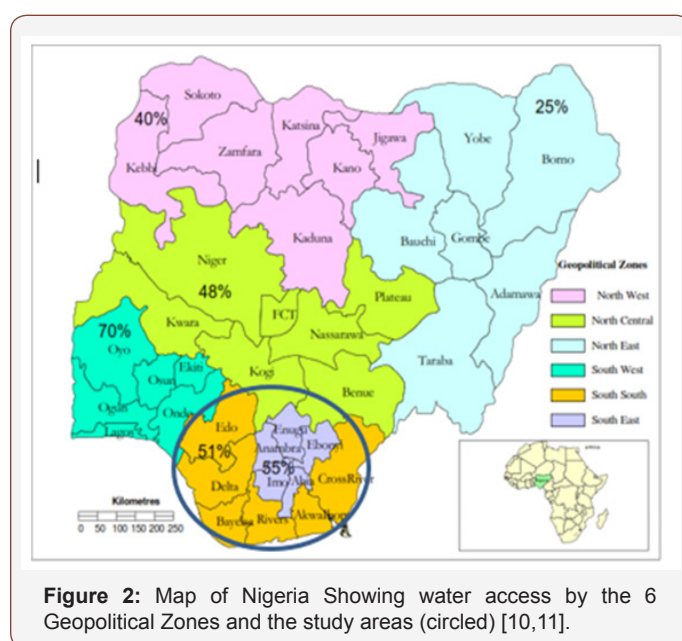 Sokoto
40%
Katsina
Jigawa
Yobe
25%
Zamfara
Kano
Borno
Kebbi
Kaduna
Bauchi
Gombe
Niger
Geopolitical Zones
48%
Plateau
Adamawa
North West
FCT
70%
Kwara
Nassarawa
North Central
Oyo
Taraba
North East
Ekiti
Kogi
Osun
Benue
South West
Ogun
Ondo
Edo
Enugu
South South
Lagos
Anambra
Ebonyi
51%
55%
South East
Imo
Abia
CrossRiver
Delta
Kilometres
0 50 100 150 200 250
Bayelsa
Rivers
Akwa
Figure 2: Map of Nigeria Showing water access by the 6
Geopolitical Zones and the study areas (circled) [10,11].